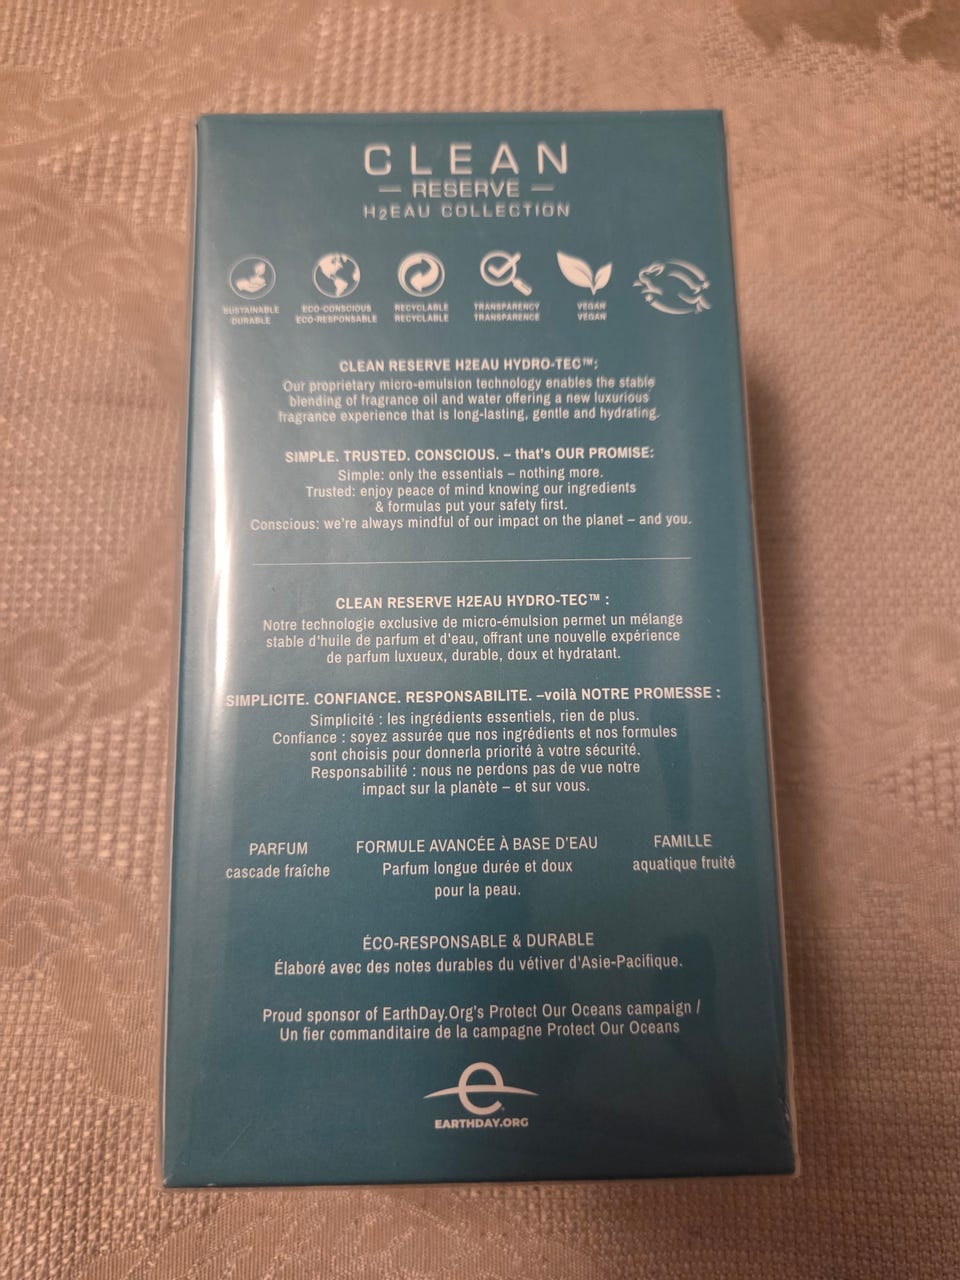 CLEAN
— RESERVE —
H2EAU COLLECTION
SUSTAINABLE ECO-CONSCIOUS RECYCLABLE TRANSPARENCY VEGAN
DURABLE ECO-RESPONSABLE RECYCLABLE TRANSPARENCE VEGAN
CLEAN RESERVE H2EAU HYDRO-TEC™:
Our proprietary micro-emulsion technology enables the stable
blending of fragrance oil and water offering a new luxurious
fragrance experience that is long-lasting, gentle and hydrating.
SIMPLE. TRUSTED. CONSCIOUS. – that's OUR PROMISE:
Simple: only the essentials – nothing more.
Trusted: enjoy peace of mind knowing our ingredients
& formulas put your safety first.
Conscious: we're always mindful of our impact on the planet – and you.
CLEAN RESERVE H2EAU HYDRO-TEC™ :
Notre technologie exclusive de micro-émulsion permet un mélange
stable d'huile de parfum et d'eau, offrant une nouvelle expérience
de parfum luxueux, durable, doux et hydratant.
SIMPLICITE. CONFIANCE. RESPONSABILITE. –voilà NOTRE PROMESSE :
Simplicité : les ingrédients essentiels, rien de plus.
Confiance : soyez assurée que nos ingrédients et nos formules
sont choisis pour donnerla priorité à votre sécurité.
Responsabilité : nous ne perdons pas de vue notre
impact sur la planète – et sur vous.
PARFUM
cascade fraîche
FORMULE AVANCÉE À BASE D'EAU
Parfum longue durée et doux
pour la peau.
FAMILLE
aquatique fruité
ÉCO-RESPONSABLE & DURABLE
Élaboré avec des notes durables du vétiver d'Asie-Pacifique.
Proud sponsor of EarthDay.Org's Protect Our Oceans campaign /
Un fier commanditaire de la campagne Protect Our Oceans
EARTHDAY.ORG